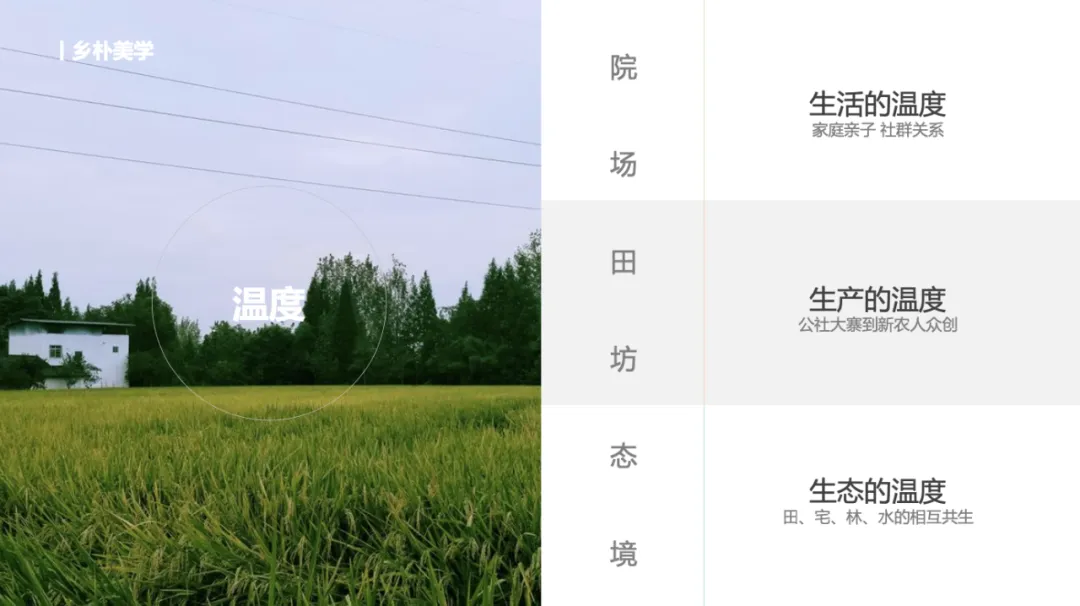 乡朴美学
温度
院
场
田
坊
态
境
生活的温度
家庭亲子 社群关系
生产的温度
公社大寨到新农人众创
生态的温度
田、宅、林、水的相互共生